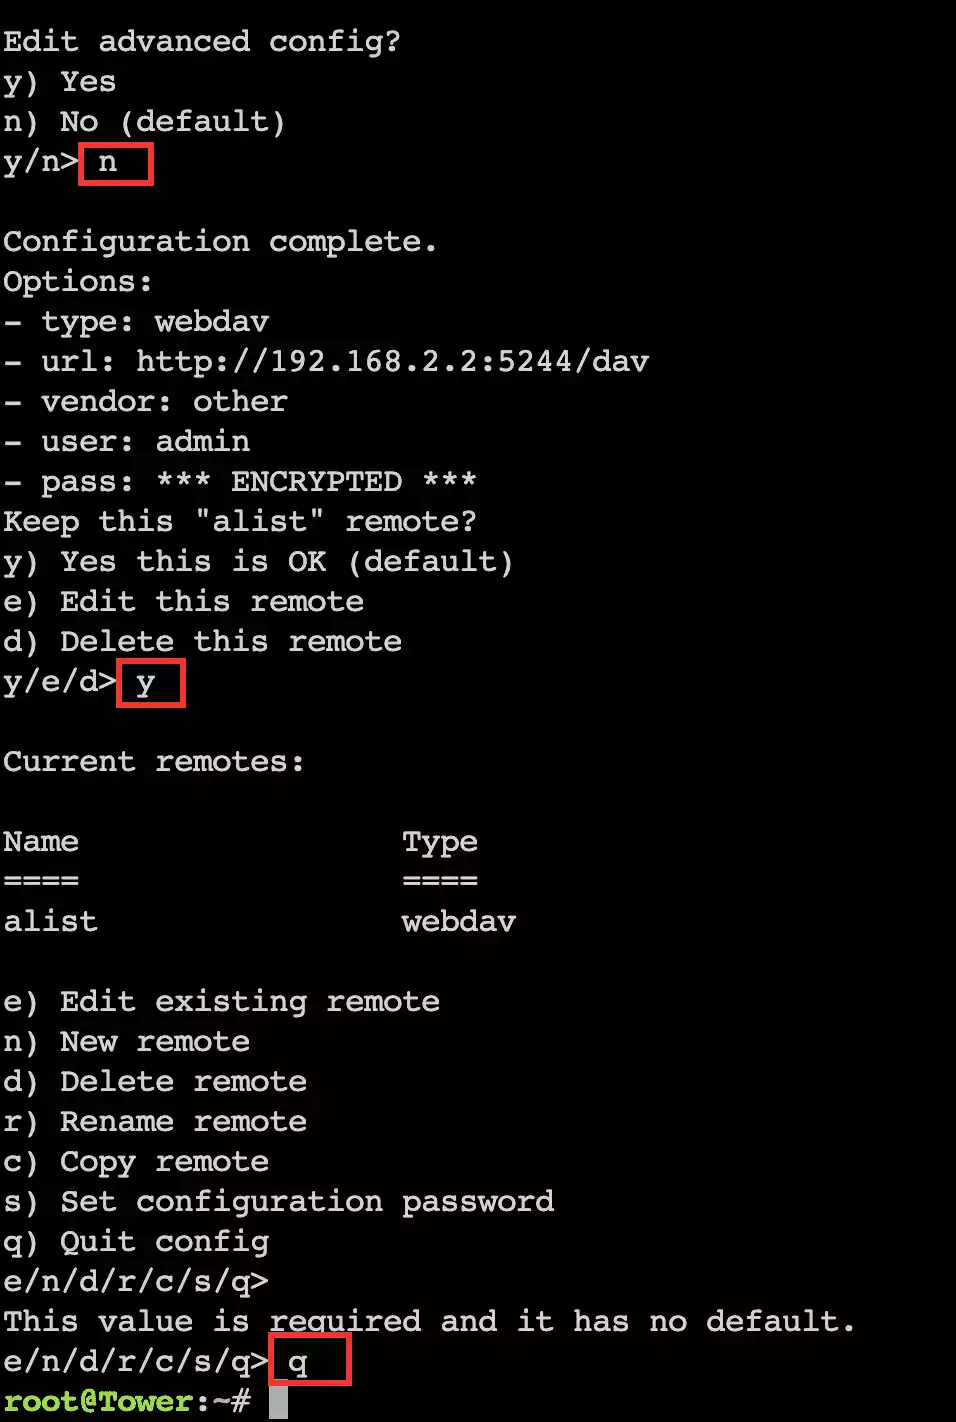 Edit advanced config?
y) Yes
n) No (default)
y/n> n
Configuration complete.
Options:
- type: webdav
- url: http://192.168.2.2:5244/dav
- vendor: other
- user: admin
- pass: *** ENCRYPTED ***
Keep this "alist" remote?
y) Yes this is OK (default)
e) Edit this remote
d) Delete this remote
y/e/d> y
Current remotes:
Name Type
==== ====
alist webdav
e) Edit existing remote
n) New remote
d) Delete remote
r) Rename remote
c) Copy remote
s) Set configuration password
q) Quit config
e/n/d/r/c/s/q>
This value is required and it has no default.
e/n/d/r/c/s/q> q
root@Tower:~#